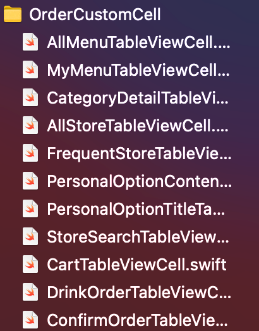 OrderCustomCell
AllMenuTableViewCell....
MyMenuTableViewCell...
CategoryDetailTableVi...
AllStoreTableViewCell....
FrequentStoreTableVie...
PersonalOptionConten...
PersonalOptionTitleTa...
StoreSearchTableView...
CartTableViewCell.swift
DrinkOrderTableViewC...
ConfirmOrderTableVie...